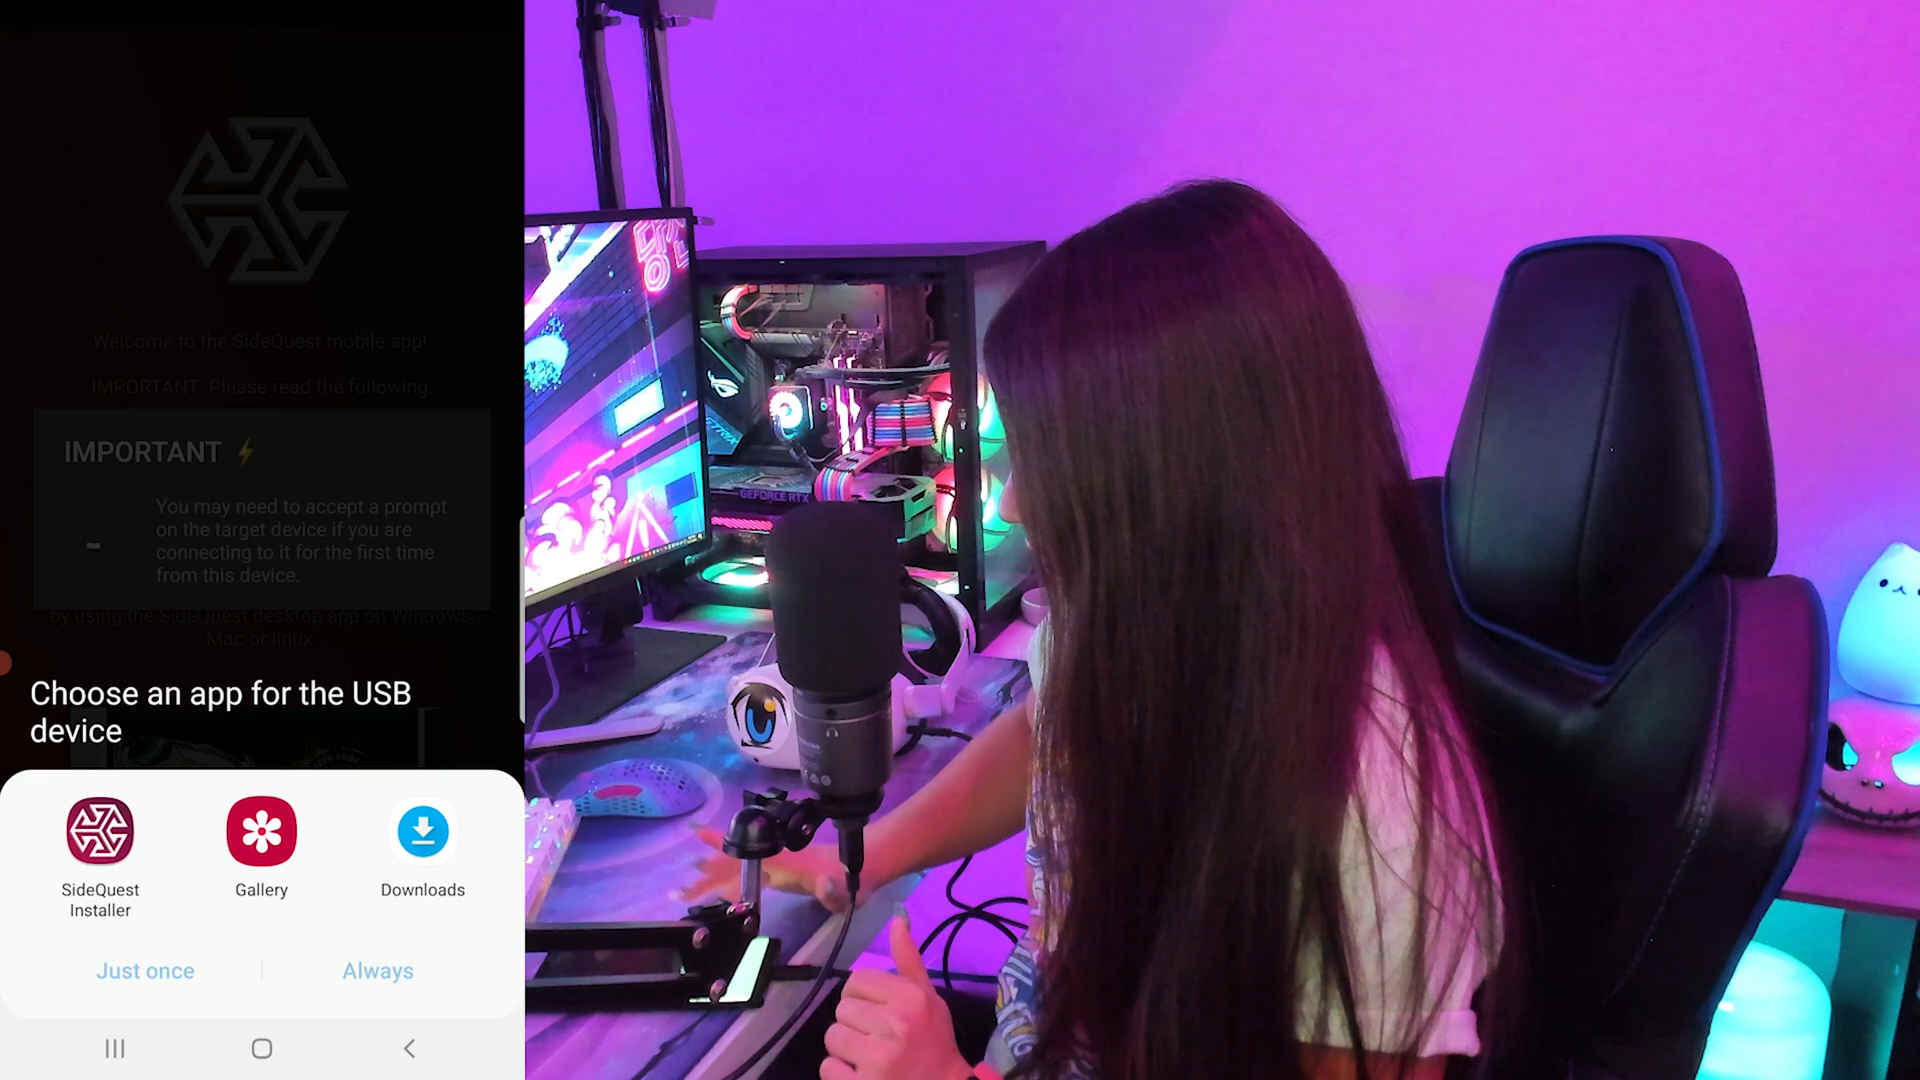 Welcome to the SideQuest mobile app!
IMPORTANT: Please read the following.
IMPORTANT ⚡
You may need to accept a prompt
on the target device if you are
connecting to it for the first time
from this device.
by using the SideQuest desktop app on Windows,
Mac or linux.
Choose an app for the USB
device
SideQuest
Installer
Gallery
Downloads
Just once
Always
GEFORCE RTX